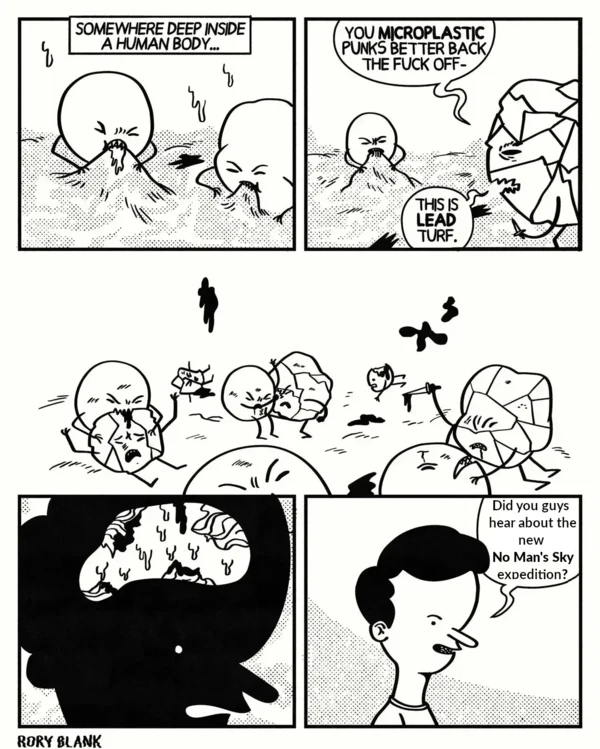 SOMEWHERE DEEP INSIDE
A HUMAN BODY...
YOU MICROPLASTIC
PUNKS BETTER BACK
THE FUCK OFF-
THIS IS
LEAD
TURF.
Did you guys
hear about the
new
No Man's Sky
expedition?
RORY BLANK